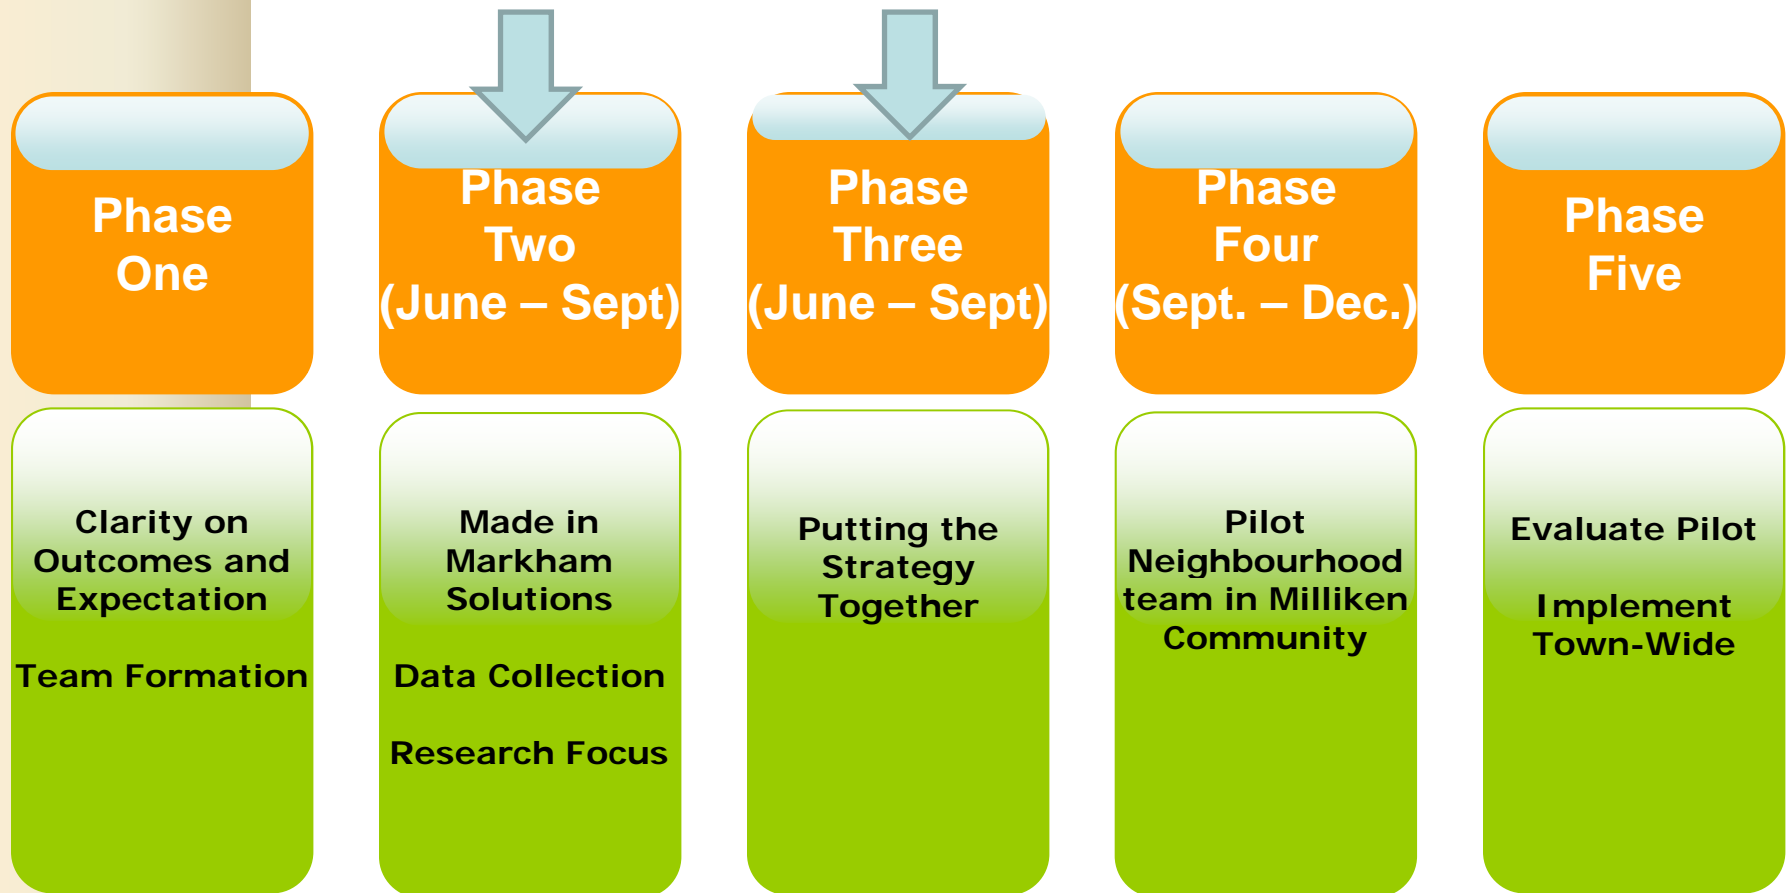 Phase
One
Phase
Two
(June – Sept)
Phase
Three
(June – Sept)
Phase
Four
(Sept. – Dec.)
Phase
Five
Clarity on
Outcomes and
Expectation
Team Formation
Made in
Markham
Solutions
Data Collection
Research Focus
Putting the
Strategy
Together
Pilot
Neighbourhood
team in Milliken
Community
Evaluate Pilot
Implement
Town-Wide